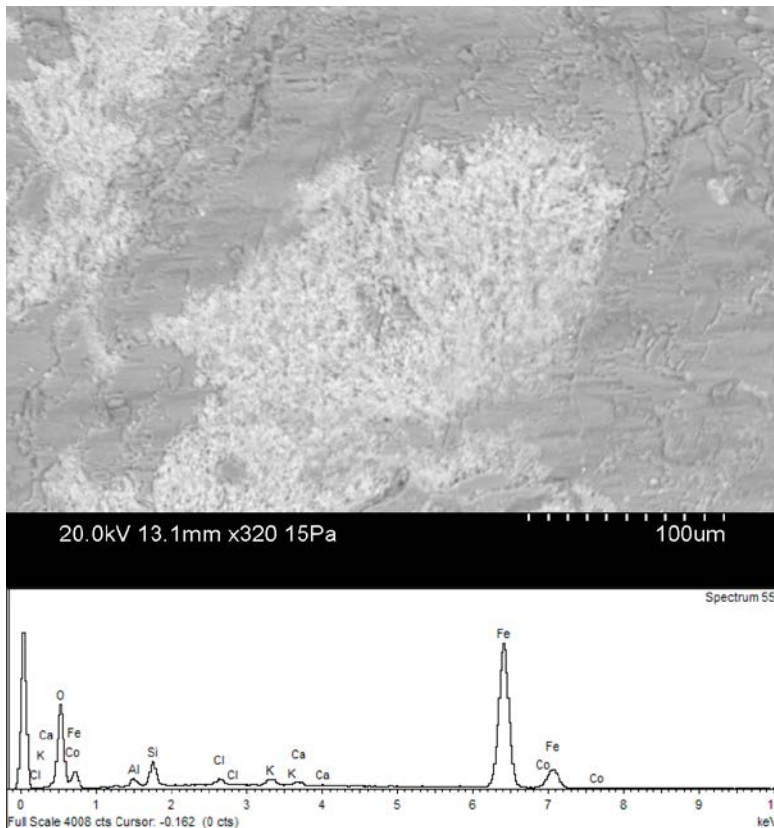 20.0kV 13.1mm x320 15Pa 100um
Spectrum 55
Fe
O
Ca Fe
K Co Si Ca Fe
Cl Al Cl Cl K K Ca Co Co
0 1 2 3 4 5 6 7 8 9 1
Full Scale 4008 cts Cursor: -0.162 (0 cts) keV